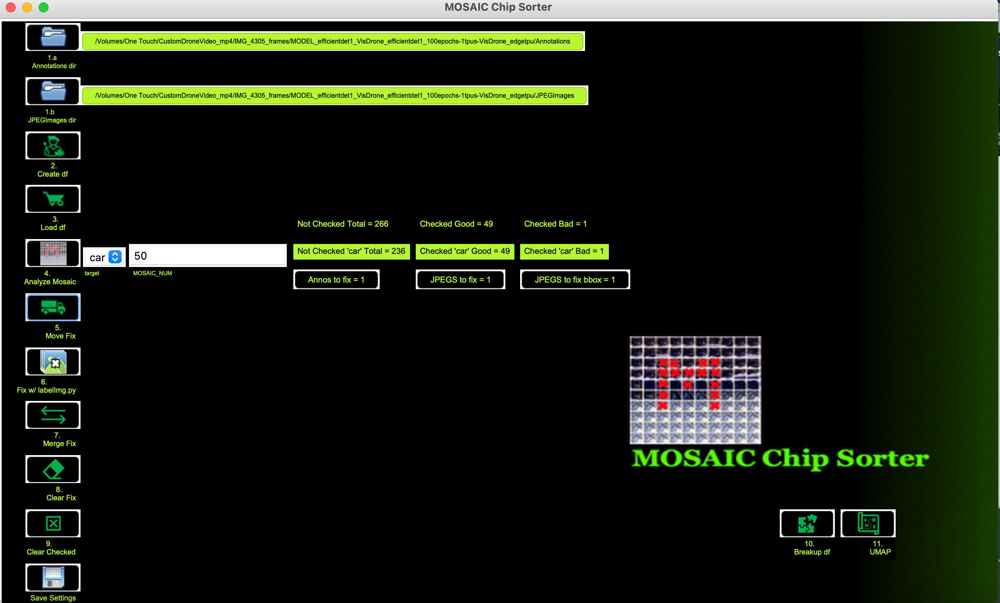 MOSAIC Chip Sorter
/Volumes/One Touch/CustomDroneVideo_mp4/IMG_4305_frames/MODEL_efficientdet1_VisDrone_efficientdet1_100epochs-1tpus-VisDrone_edgetpu/Annotations
1.a
Annotations dir
/Volumes/One Touch/CustomDroneVideo_mp4/IMG_4305_frames/MODEL_efficientdet1_VisDrone_efficientdet1_100epochs-1tpus-VisDrone_edgetpu/JPEGImages
1.b
JPEGImages dir
2.
Create df
3.
Load df
Not Checked Total = 266 Checked Good = 49 Checked Bad = 1
M car 50 Not Checked 'car' Total = 236 Checked 'car' Good = 49 Checked 'car' Bad = 1
4. target MOSAIC_NUM
Analyze Mosaic Annos to fix = 1 JPEGS to fix = 1 JPEGS to fix bbox = 1
5.
Move Fix
6.
Fix w/ labelImg.py
7.
Merge Fix
MOSAIC Chip Sorter
8.
Clear Fix
9.
Clear Checked
10.
Breakup df
11.
UMAP
Save Settings